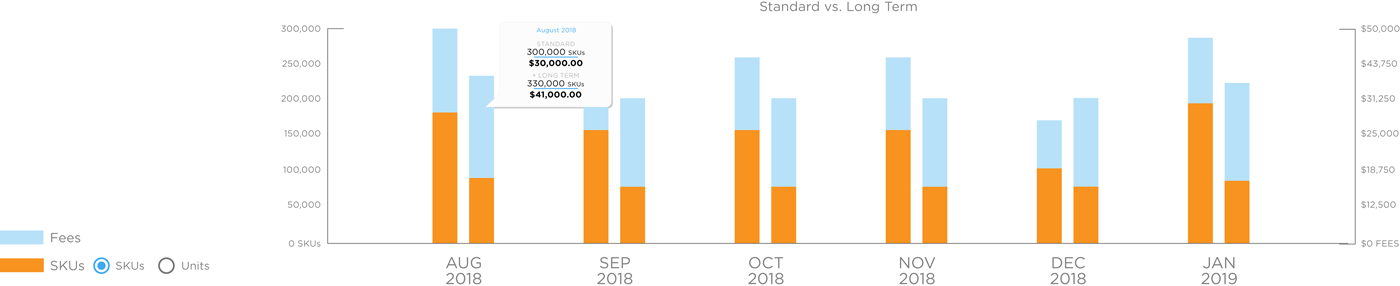 Standard vs. Long Term
300,000
250,000
200,000
150,000
100,000
50,000
0 SKUs
August 2018
STANDARD
300,000 SKUs
$30,000.00
+ LONG TERM
330,000 SKUs
$41,000.00
$50,000
$43,750
$31,250
$25,000
$18,750
$12,500
$0 FEES
AUG
2018
SEP
2018
OCT
2018
NOV
2018
DEC
2018
JAN
2019
Fees
SKUs SKUs Units